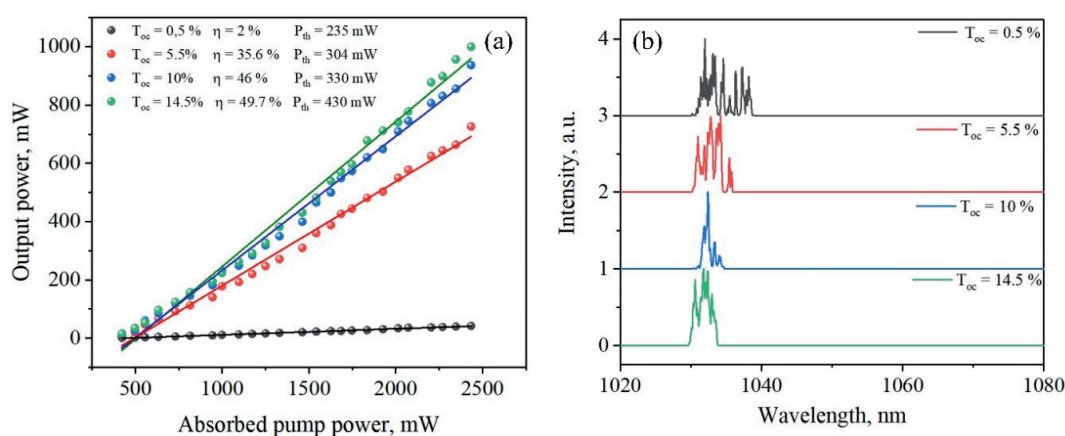 (a)
T_oc = 0,5% η = 2 % P_th = 235 mW
T_oc = 5.5% η = 35.6 % P_th = 304 mW
T_oc = 10% η = 46 % P_th = 330 mW
T_oc = 14.5% η = 49.7 % P_th = 430 mW
Output power, mW
1000
800
600
400
200
0
500
1000
1500
2000
2500
Absorbed pump power, mW
(b)
T_oc = 0.5 %
T_oc = 5.5 %
T_oc = 10 %
T_oc = 14.5 %
Intensity, a.u.
4
3
2
1
0
1020
1040
1060
1080
Wavelength, nm